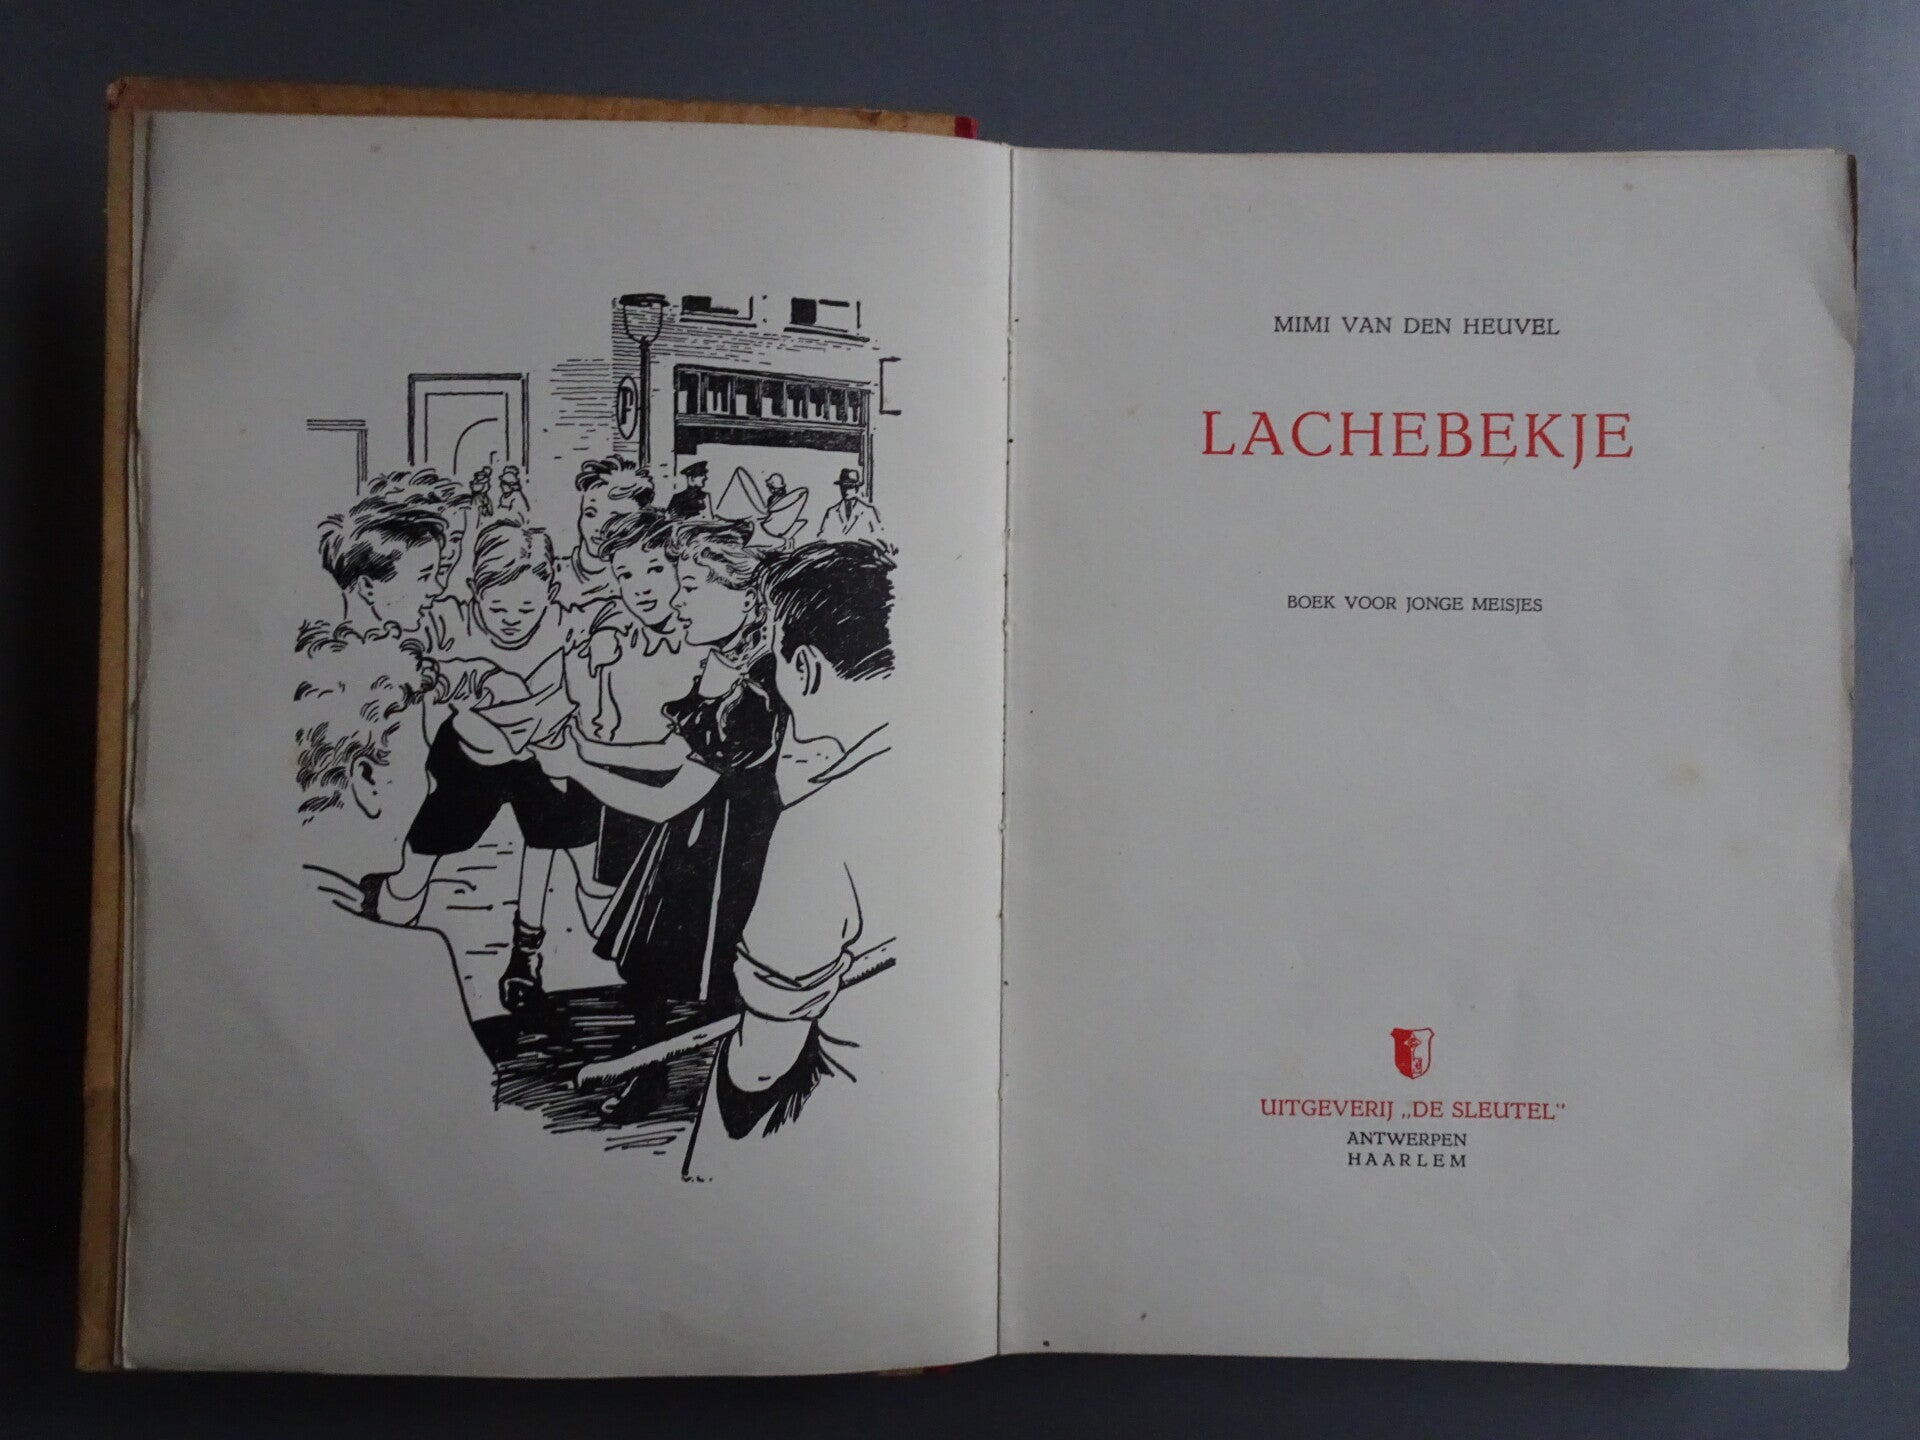 F
MIMI VAN DEN HEUVEL
LACHEBEKJE
BOEK VOOR JONGE MEISJES
UITGEVERIJ „DE SLEUTEL”
ANTWERPEN
HAARLEM